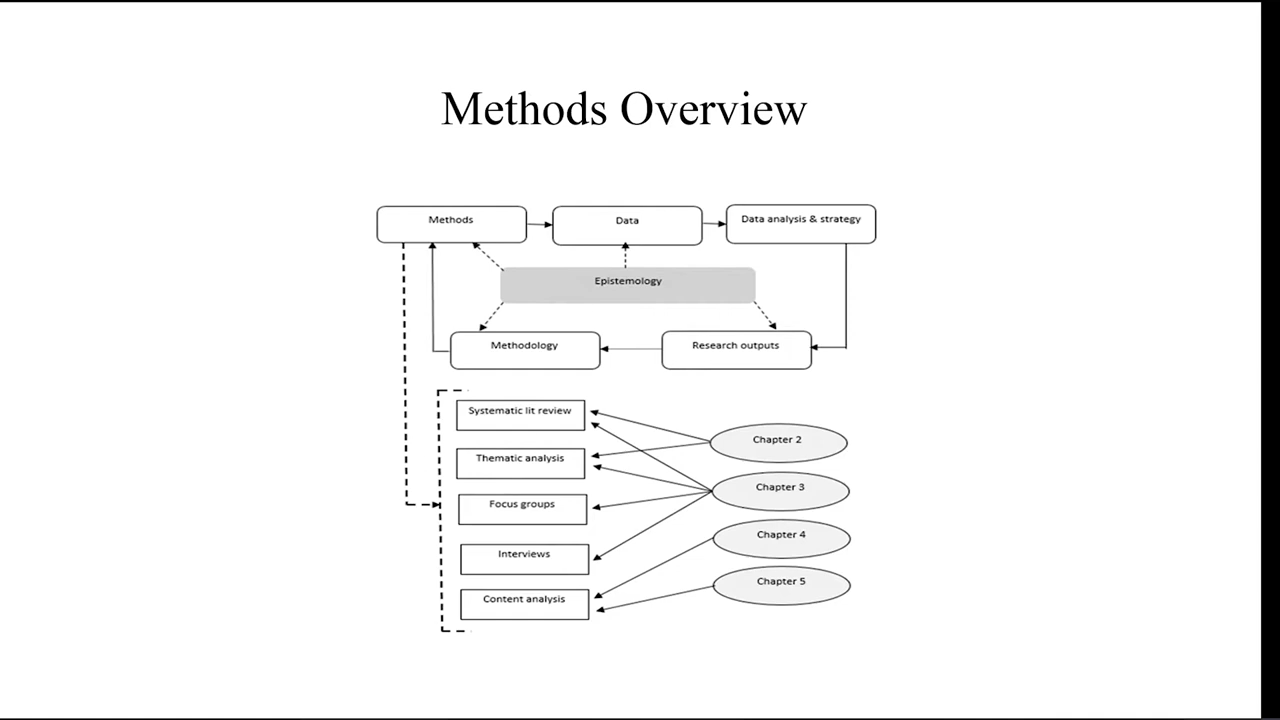 Methods Overview
Methods
Data
Data analysis & strategy
Epistemology
Methodology
Research outputs
Systematic lit review
Chapter 2
Thematic analysis
Chapter 3
Focus groups
Chapter 4
Interviews
Chapter 5
Content analysis